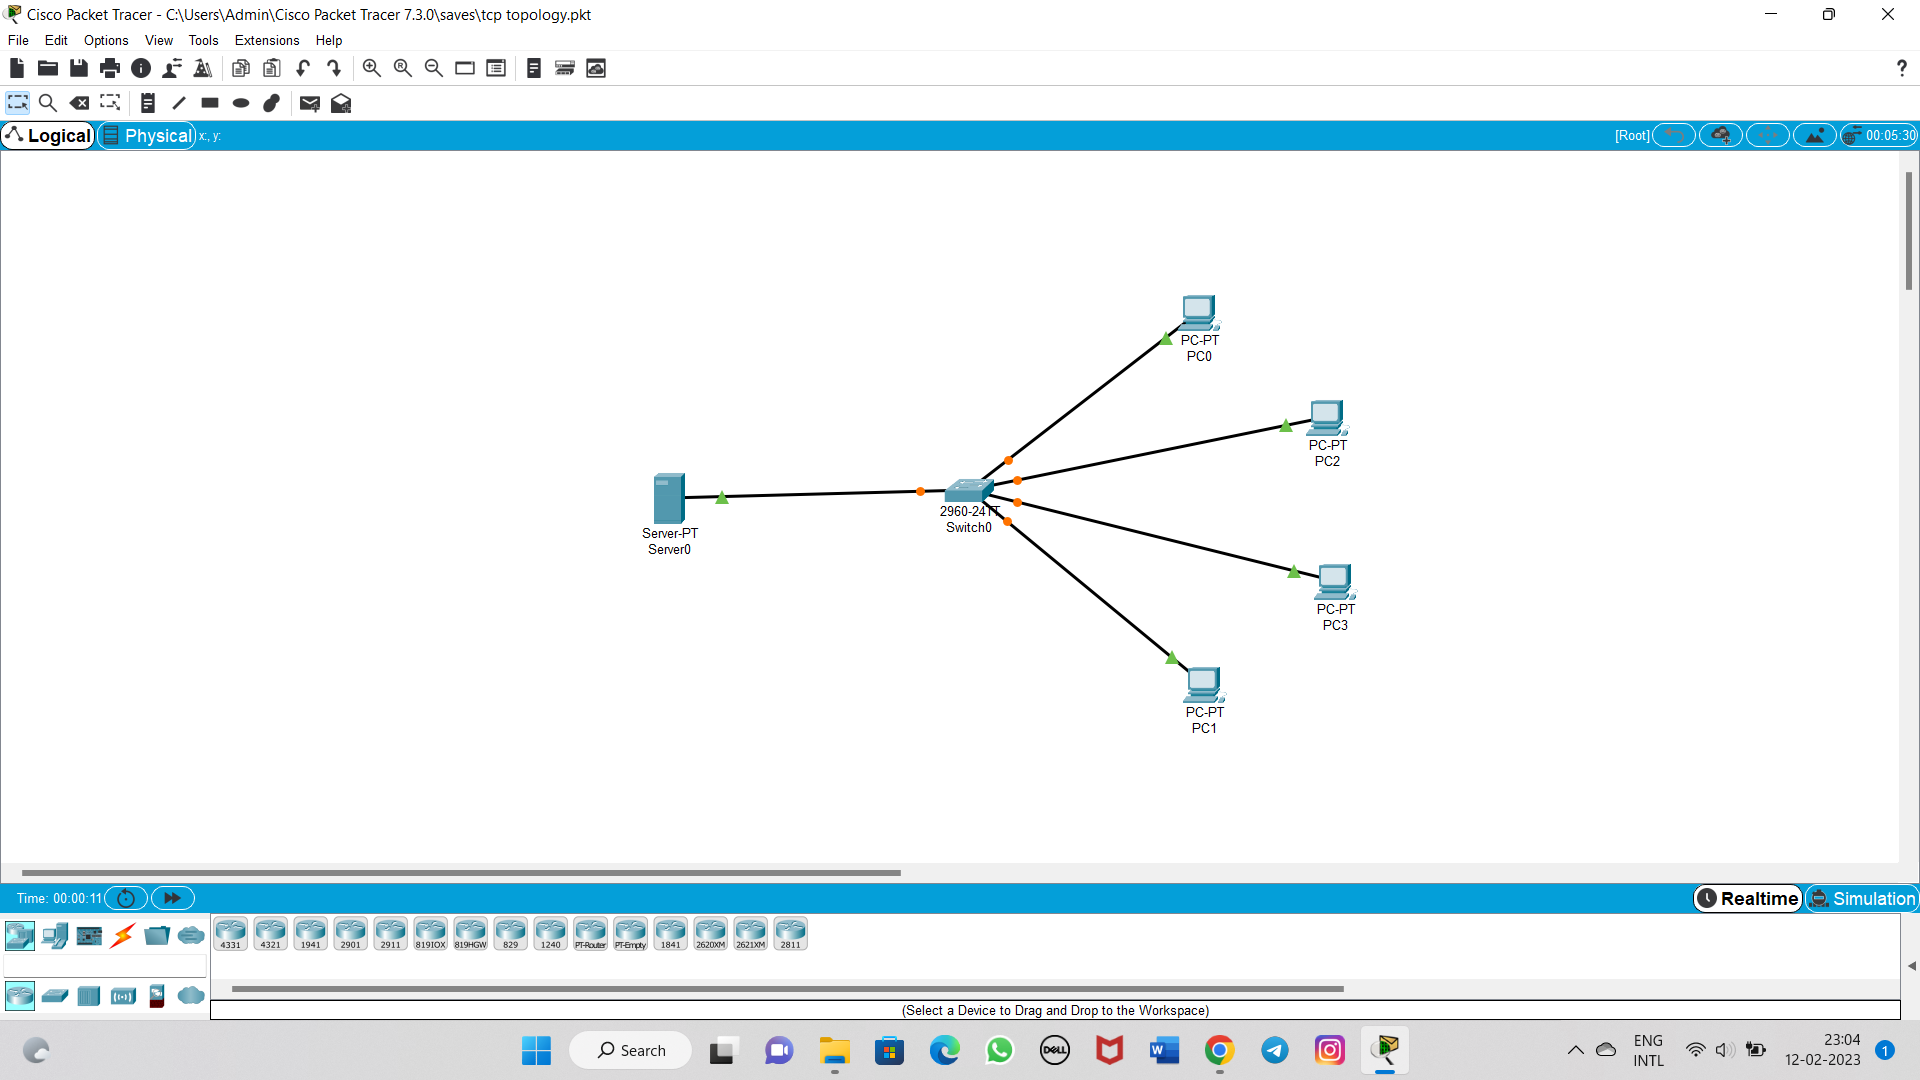 Cisco Packet Tracer - C:\Users\Admin\Cisco Packet Tracer 7.3.0\saves\tcp topology.pkt
File Edit Options View Tools Extensions Help
?
Logical Physical x:, y: [Root] 00:05:30
PC-PT
PC0
PC-PT
PC2
2960-24TT
Switch0
Server-PT
Server0
PC-PT
PC3
PC-PT
PC1
Time: 00:00:11 Realtime Simulation
4331 4321 1941 2901 2911 819IOX 819HGW 829 1240 PT-Router PT-Empty 1841 2620XM 2621XM 2811
(Select a Device to Drag and Drop to the Workspace)
Search
DELL
W
ENG
INTL
23:04
12-02-2023
1